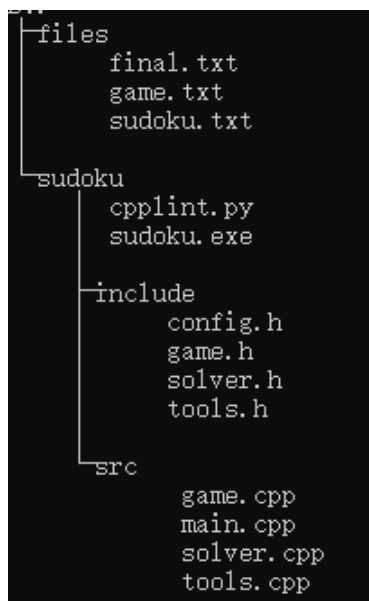 files
final.txt
game.txt
sudoku.txt
sudoku
cpplint.py
sudoku.exe
include
config.h
game.h
solver.h
tools.h
src
game.cpp
main.cpp
solver.cpp
tools.cpp